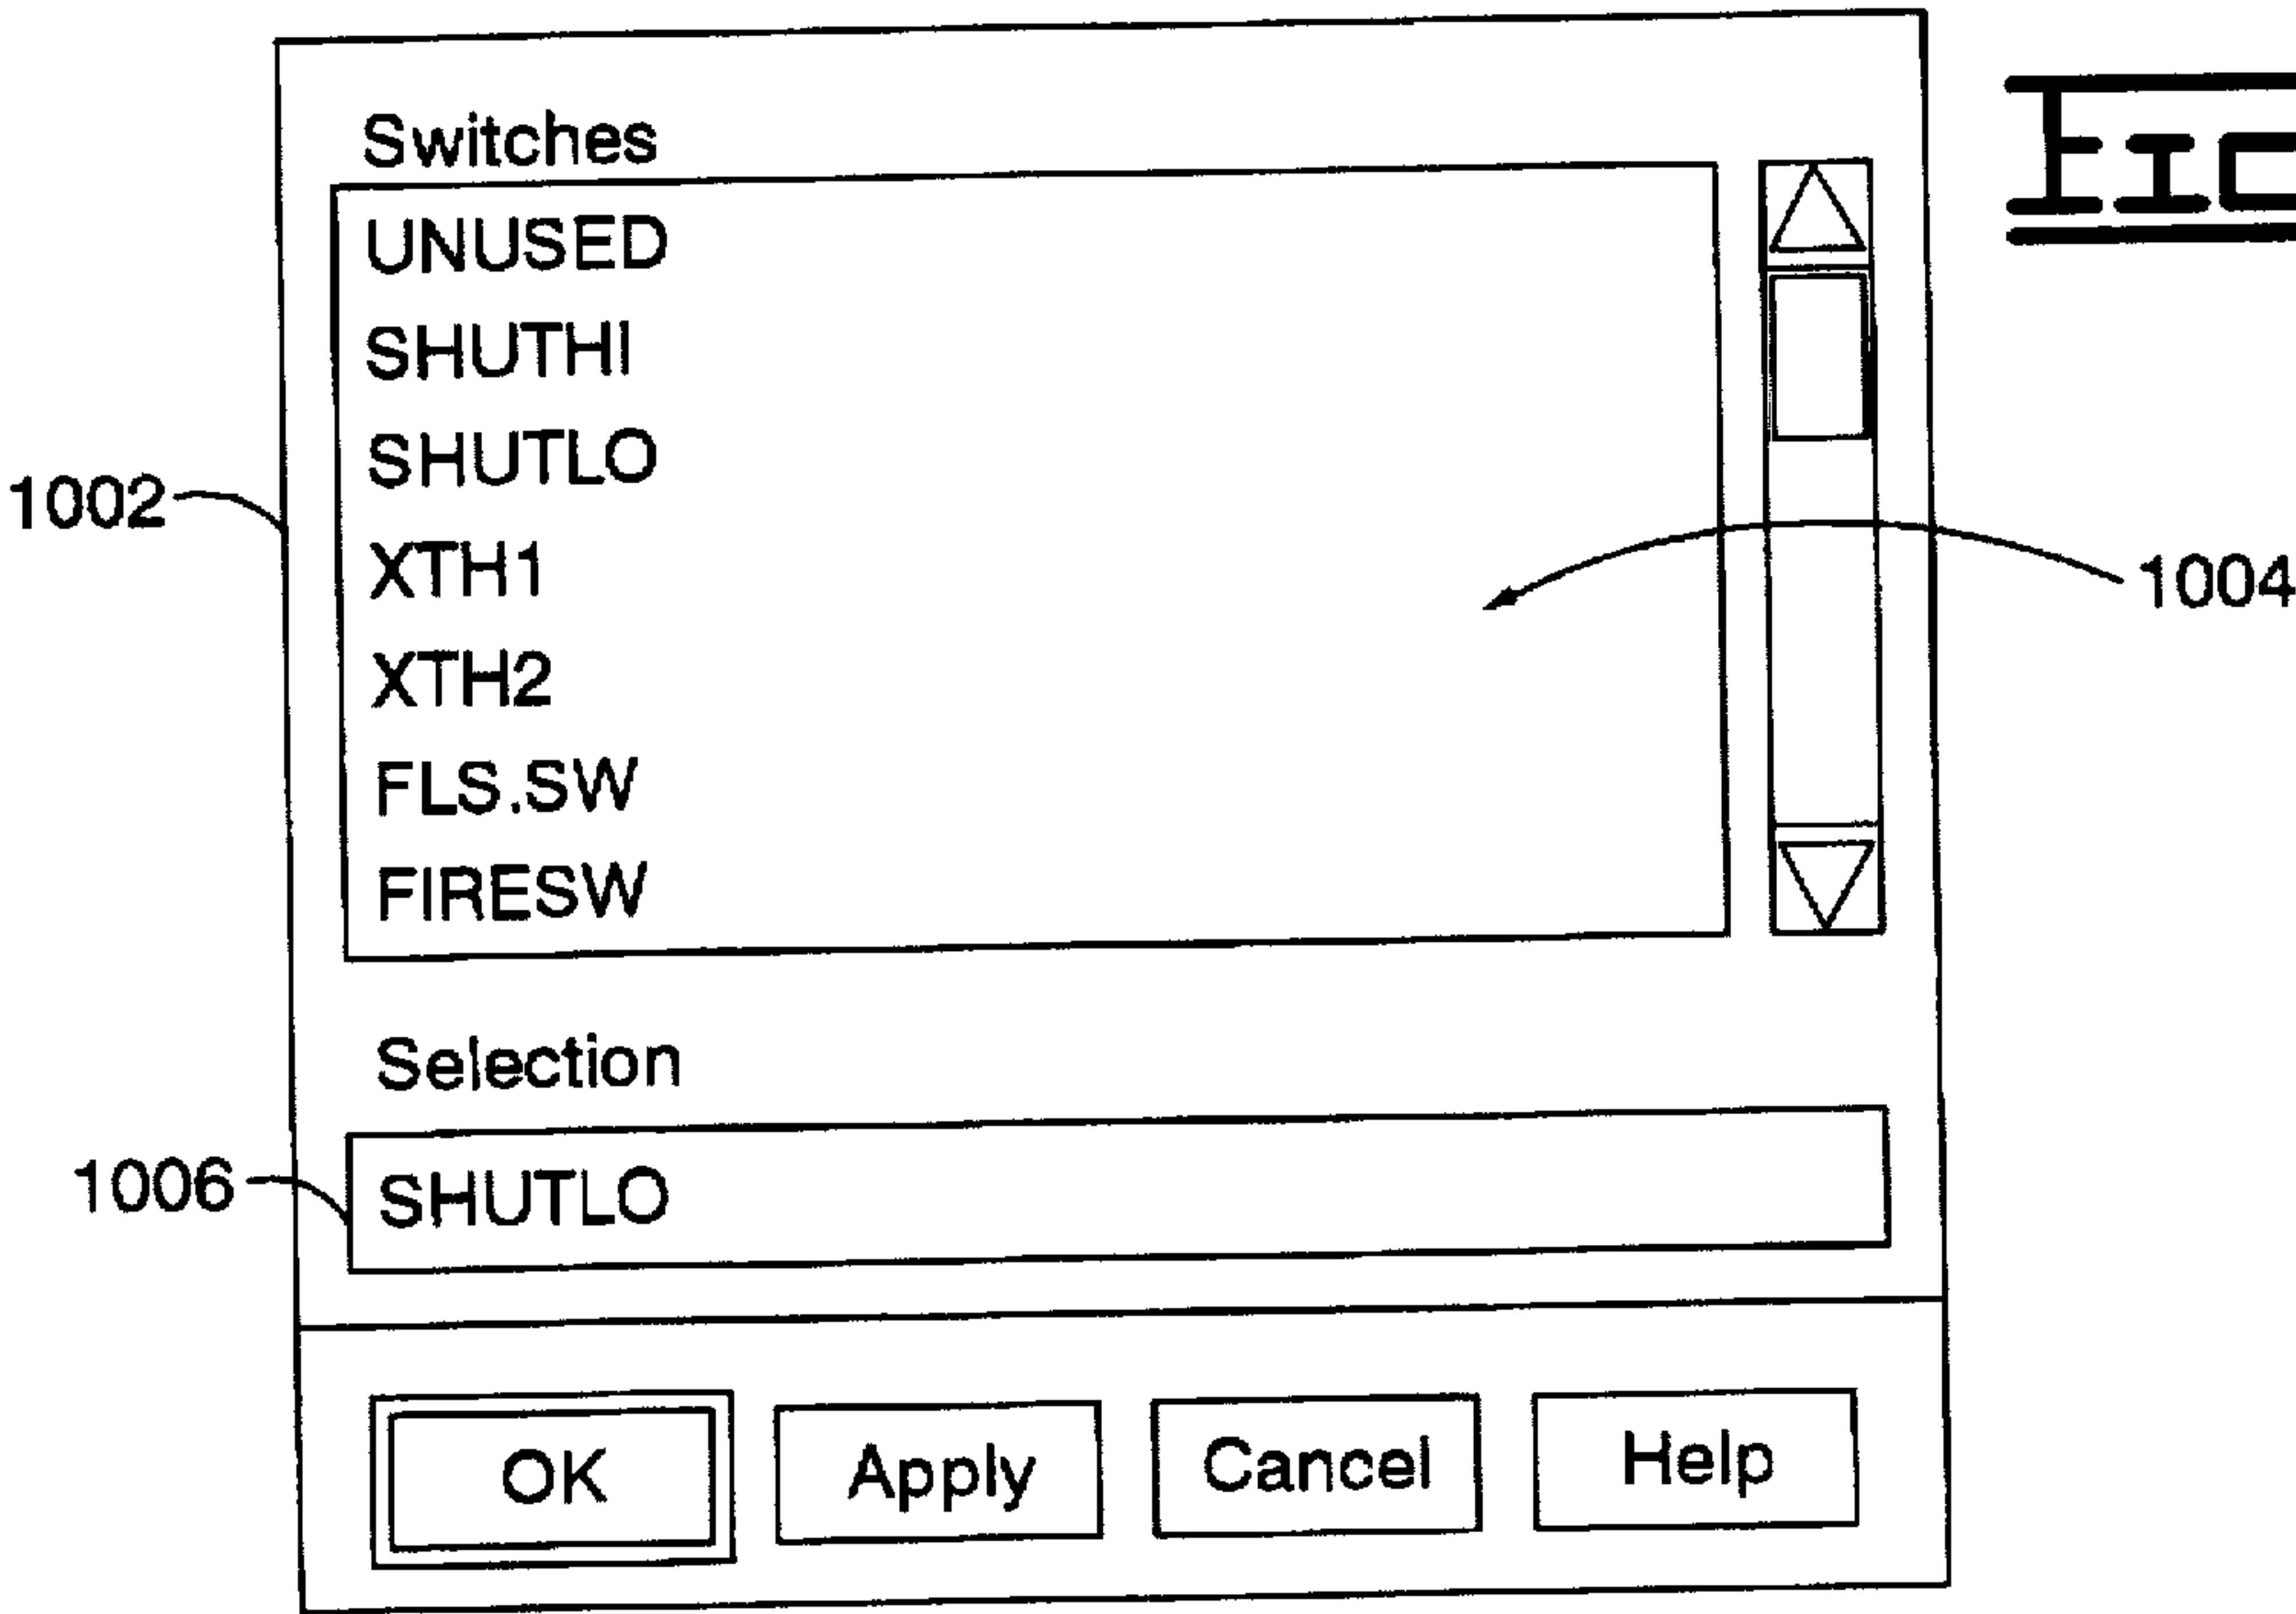 Switches
UNUSED
SHUTHI
SHUTLO
XTH1
XTH2
FLS.SW
FIRESW
1002
1004
Selection
1006
SHUTLO
OK
Apply
Cancel
Help